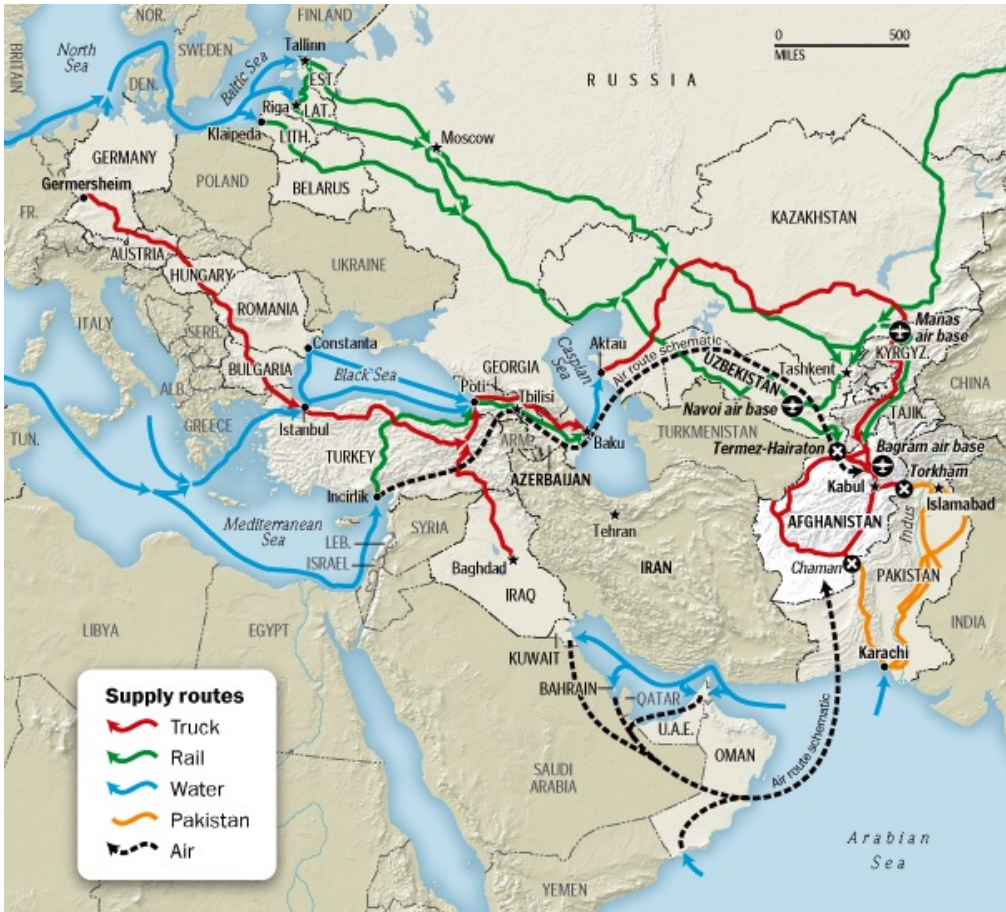 NOR.
FINLAND
North
Sea
SWEDEN
Tallinn
0 500
MILES
BRITAIN
DEN.
Baltic Sea
EST.
RUSSIA
Riga
LAT.
Klaipeda
LITH.
Moscow
GERMANY
POLAND
BELARUS
Germersheim
KAZAKHSTAN
FR.
AUSTRIA
UKRAINE
HUNGARY
ROMANIA
ITALY
SERB.
Constanta
Aktau
Caspian
Sea
Air route schematic
Manas
air base
KYRGYZ.
BULGARIA
Black Sea
GEORGIA
Poti
Tbilisi
UZBEKISTAN
Tashkent
CHINA
ALB.
GREECE
Istanbul
ARM.
Baku
Navoi air base
TAJIK.
TUN.
TURKEY
AZERBAIJAN
TURKMENISTAN
Termez-Hairaton
Bagram air base
Torkham
Incirlik
Kabul
Islamabad
Mediterranean
Sea
SYRIA
Tehran
AFGHANISTAN
Indus
LEB.
ISRAEL
Baghdad
IRAN
Chaman
PAKISTAN
IRAQ
LIBYA
EGYPT
INDIA
KUWAIT
Karachi
BAHRAIN
QATAR
U.A.E.
Air route schematic
OMAN
SAUDI
ARABIA
Arabian
Sea
YEMEN
Supply routes
Truck
Rail
Water
Pakistan
Air